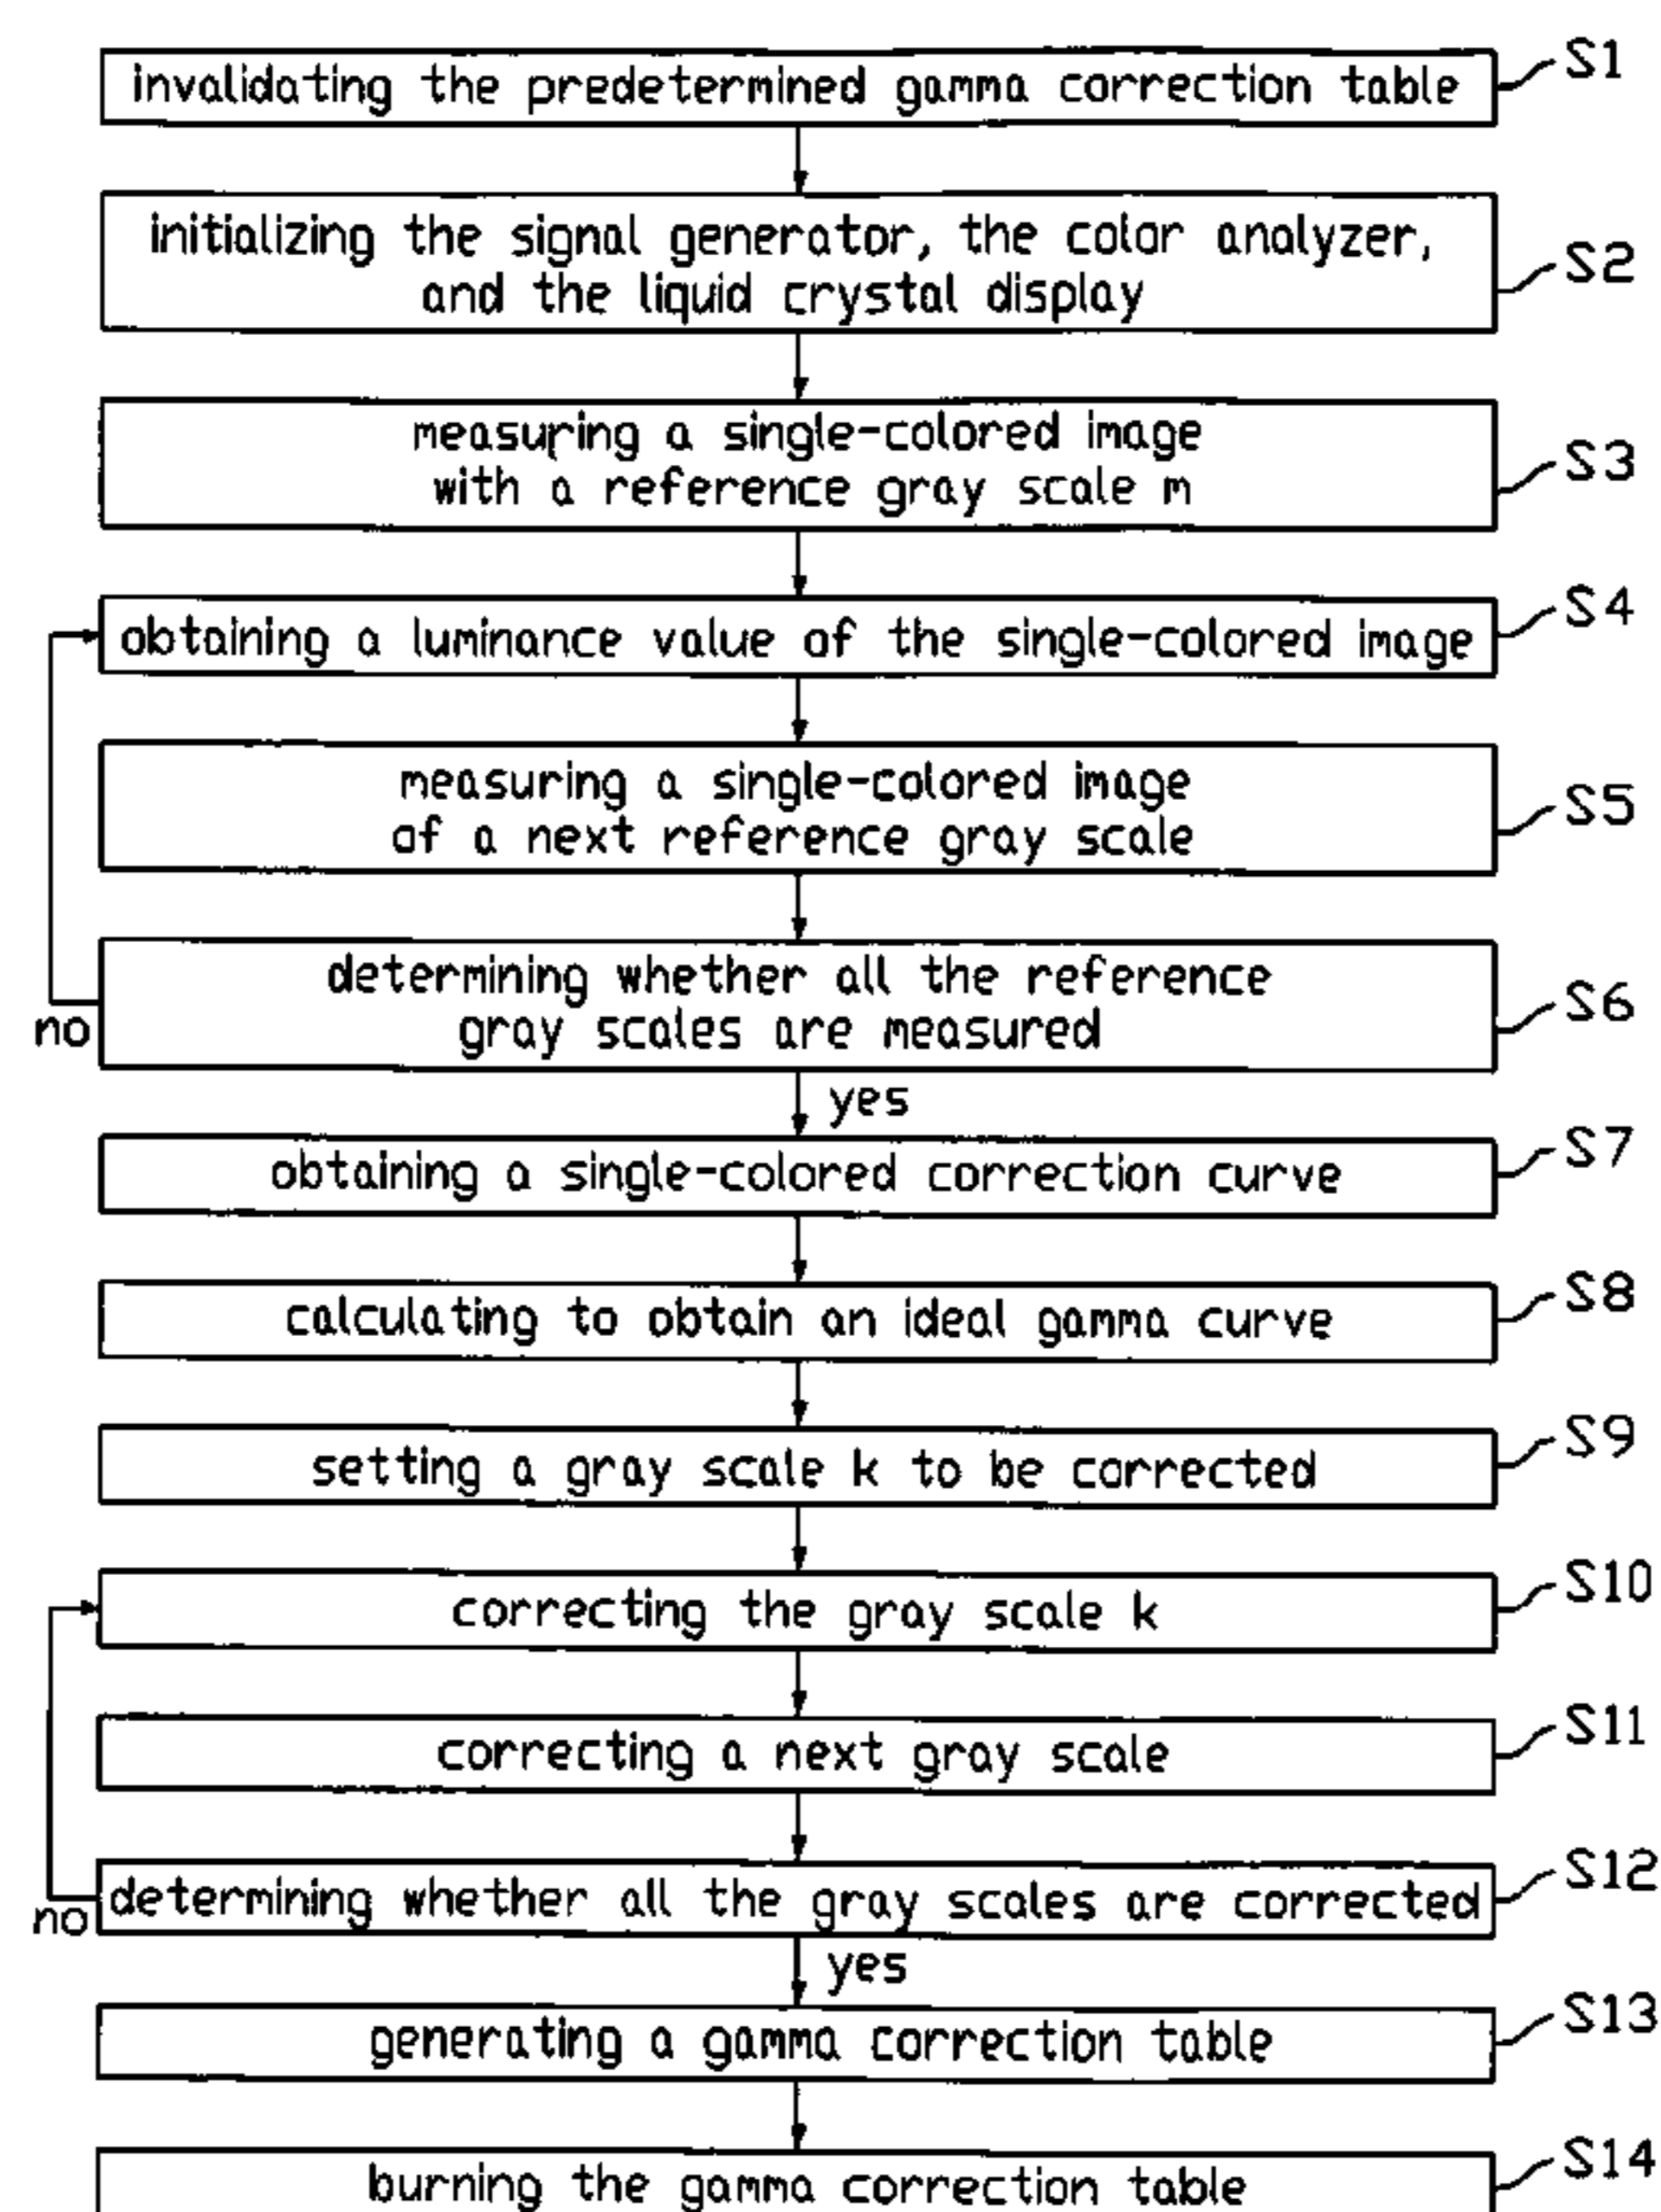 invalidating the predetermined gamma correction table
S1
initializing the signal generator, the color analyzer,
and the liquid crystal display
S2
measuring a single-colored image
with a reference gray scale m
S3
obtaining a luminance value of the single-colored image
S4
measuring a single-colored image
of a next reference gray scale
S5
determining whether all the reference
gray scales are measured
S6
no
yes
obtaining a single-colored correction curve
S7
calculating to obtain an ideal gamma curve
S8
setting a gray scale k to be corrected
S9
correcting the gray scale k
S10
correcting a next gray scale
S11
determining whether all the gray scales are corrected
S12
no
yes
generating a gamma correction table
S13
burning the gamma correction table
S14